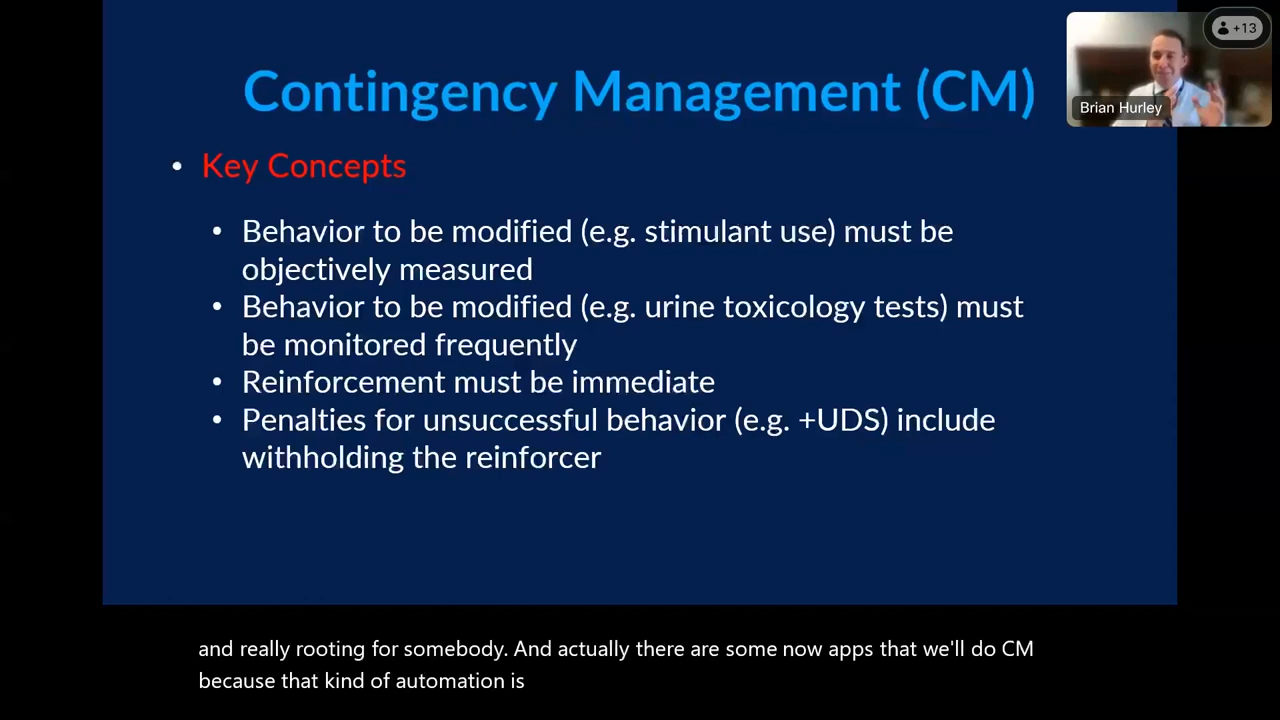 Contingency Management (CM)
+13
Brian Hurley
• Key Concepts
• Behavior to be modified (e.g. stimulant use) must be
objectively measured
• Behavior to be modified (e.g. urine toxicology tests) must
be monitored frequently
• Reinforcement must be immediate
• Penalties for unsuccessful behavior (e.g. +UDS) include
withholding the reinforcer
and really rooting for somebody. And actually there are some now apps that we'll do CM
because that kind of automation is